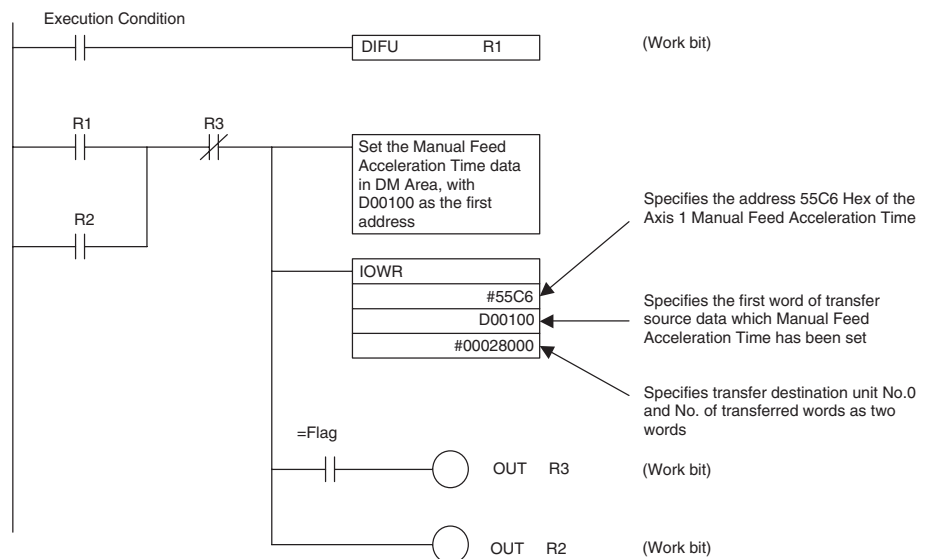 Execution Condition
DIFU R1
(Work bit)
R1
R3
Set the Manual Feed
Acceleration Time data
in DM Area, with
D00100 as the first
address
R2
Specifies the address 55C6 Hex of the
Axis 1 Manual Feed Acceleration Time
IOWR
#55C6
D00100
#00028000
Specifies the first word of transfer
source data which Manual Feed
Acceleration Time has been set
Specifies transfer destination unit No.0
and No. of transferred words as two
words
=Flag
OUT R3
(Work bit)
OUT R2
(Work bit)